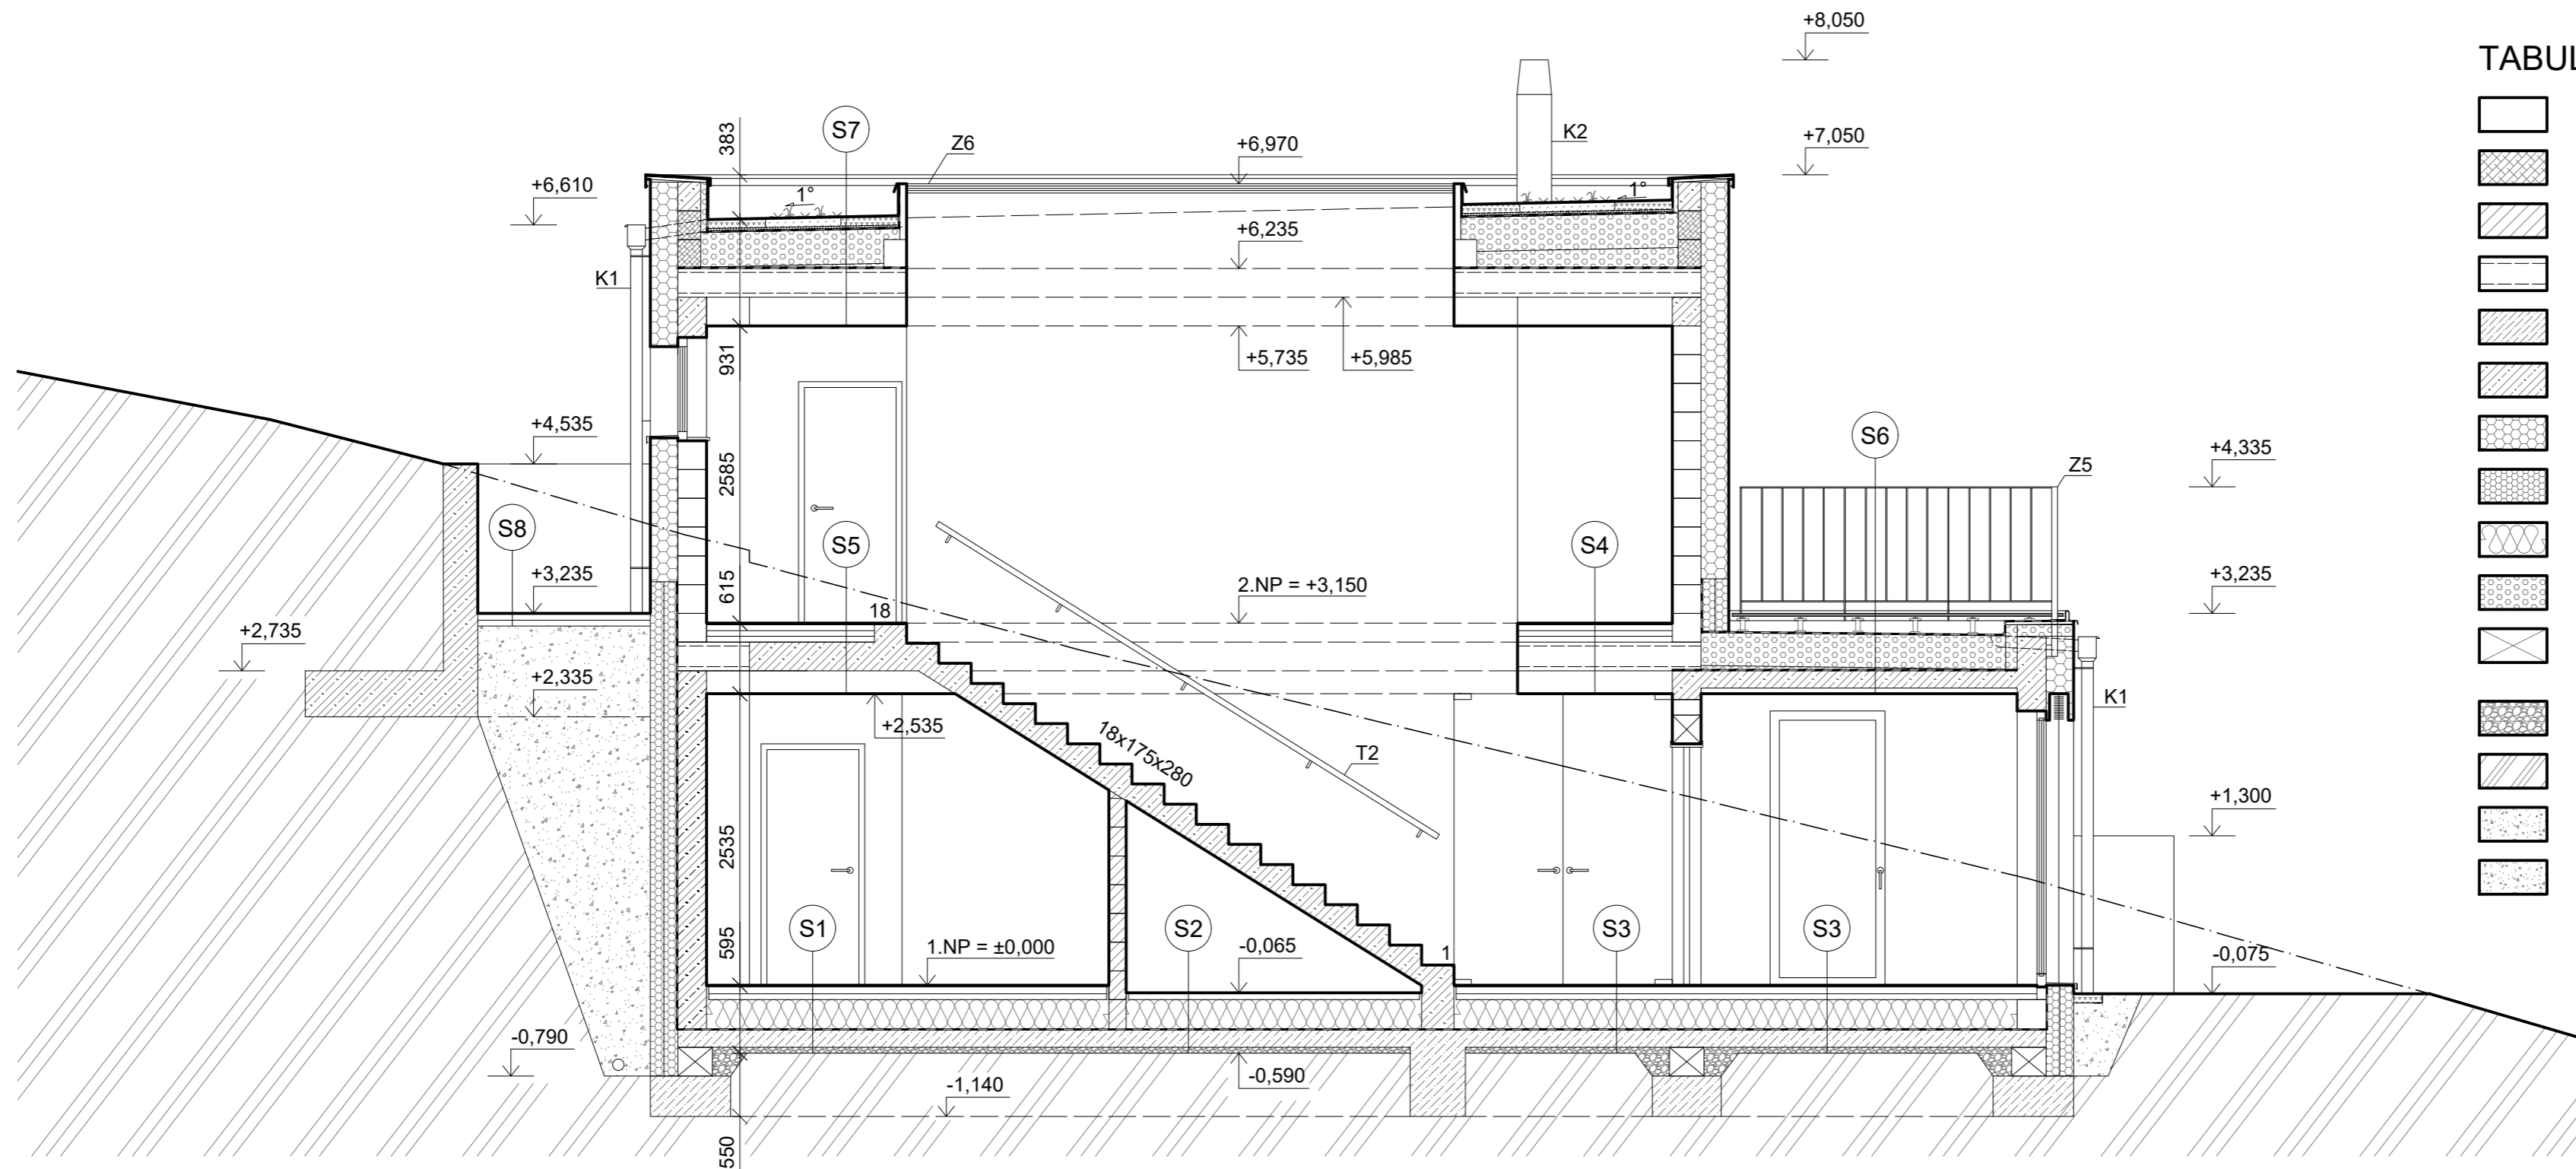 +8,050
TABUL
S7
383
Z6
+6,970
K2
+7,050
+6,610
1°
1°
+6,235
K1
931
+5,735
+5,985
+4,535
S6
+4,335
Z5
2585
S8
S5
S4
+3,235
615
18
2.NP = +3,150
+3,235
+2,735
+2,335
+2,535
18x175x280
T2
K1
+1,300
2535
595
S1
1.NP = ±0,000
S2
-0,065
1
S3
S3
-0,075
-0,790
-1,140
-0,590
550